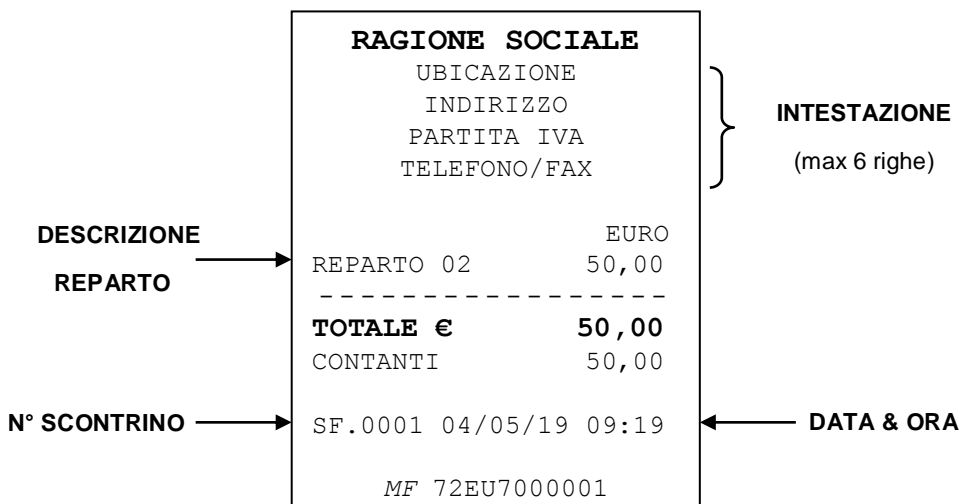 RAGIONE SOCIALE
UBICAZIONE
INDIRIZZO
PARTITA IVA
TELEFONO/FAX
INTESTAZIONE
(max 6 righe)
DESCRIZIONE
REPARTO
EURO
REPARTO 02 50,00
- - - - - - - - - - - - - - - - -
TOTALE € 50,00
CONTANTI 50,00
N° SCONTRINO
SF.0001 04/05/19 09:19
DATA & ORA
MF 72EU7000001